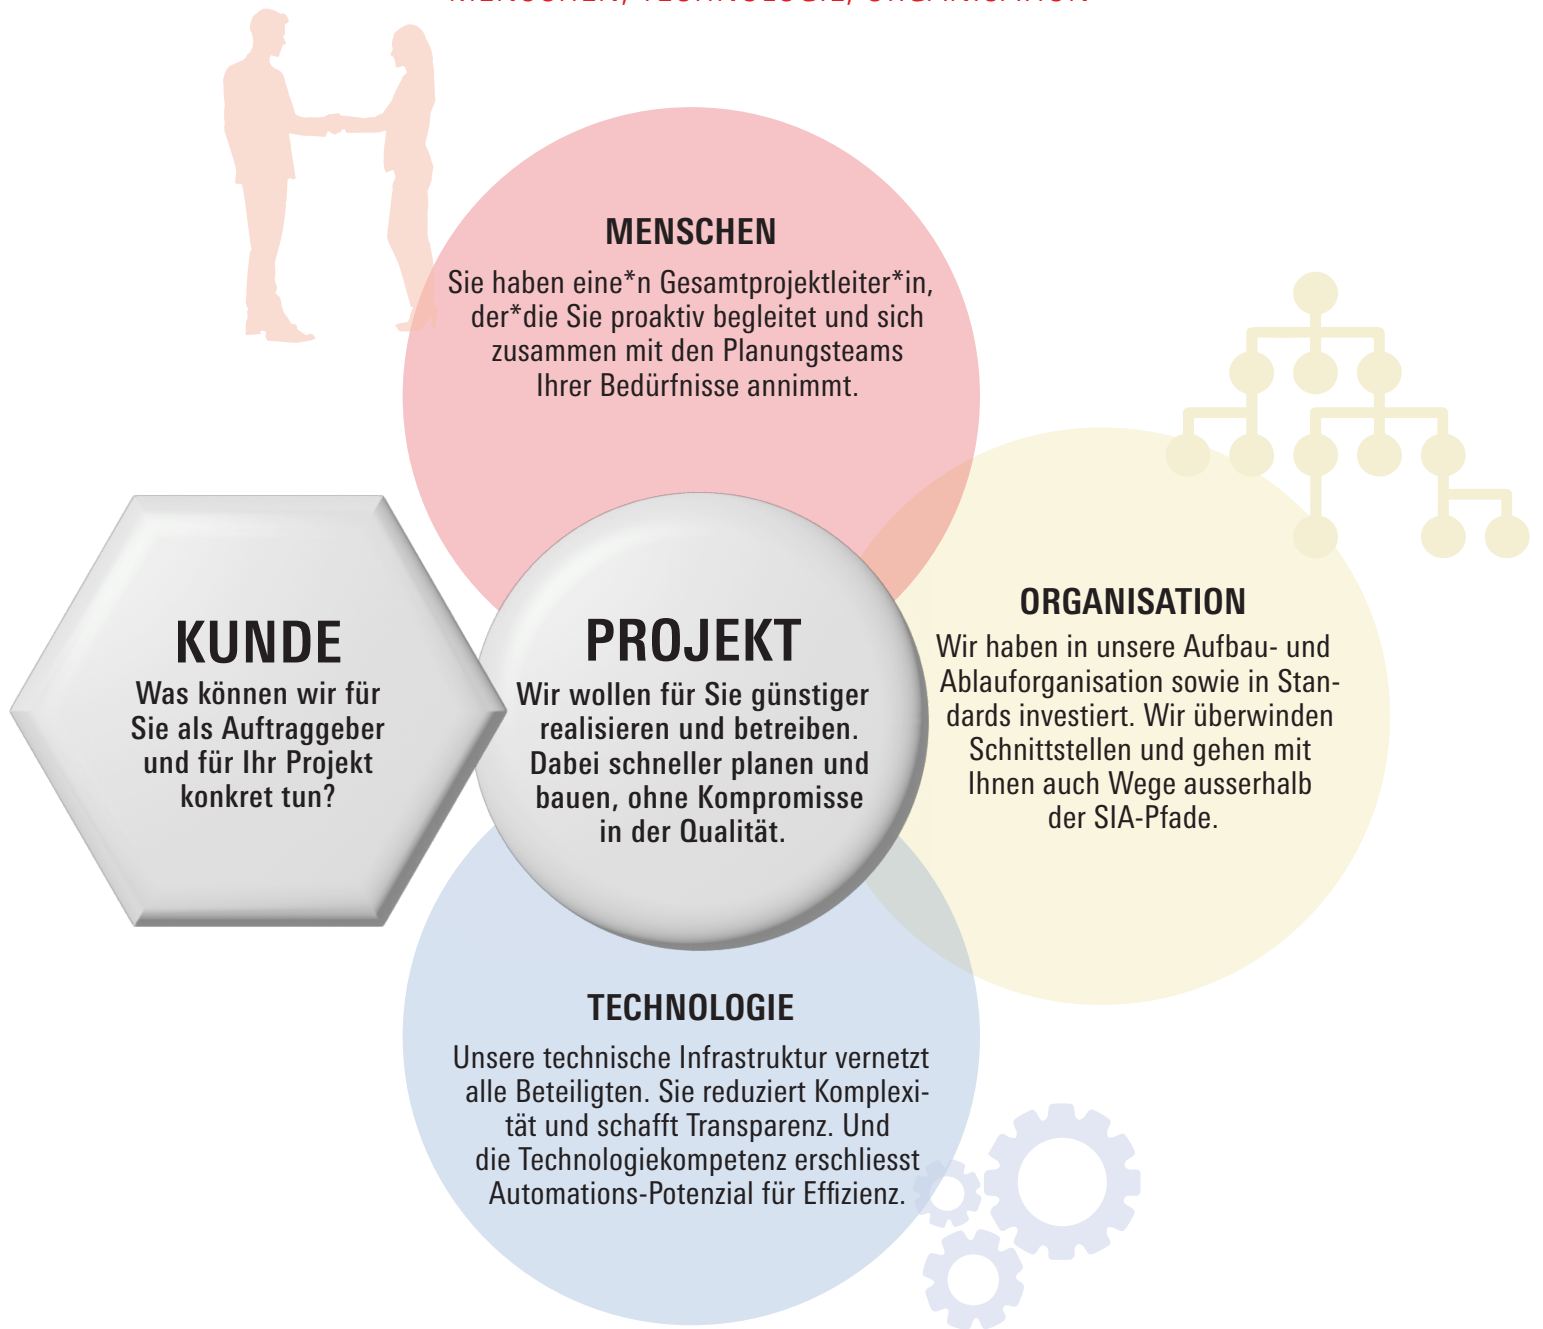 MENSCHEN, TECHNOLOGIE, ORGANISATION
MENSCHEN
Sie haben eine*n Gesamtprojektleiter*in,
der*die Sie proaktiv begleitet und sich
zusammen mit den Planungsteams
Ihrer Bedürfnisse annimmt.
KUNDE
Was können wir für
Sie als Auftraggeber
und für Ihr Projekt
konkret tun?
PROJEKT
Wir wollen für Sie günstiger
realisieren und betreiben.
Dabei schneller planen und
bauen, ohne Kompromisse
in der Qualität.
ORGANISATION
Wir haben in unsere Aufbau- und
Ablauforganisation sowie in Stan-
dards investiert. Wir überwinden
Schnittstellen und gehen mit
Ihnen auch Wege ausserhalb
der SIA-Pfade.
TECHNOLOGIE
Unsere technische Infrastruktur vernetzt
alle Beteiligten. Sie reduziert Komplexi-
tät und schafft Transparenz. Und
die Technologiekompetenz erschliesst
Automations-Potenzial für Effizienz.